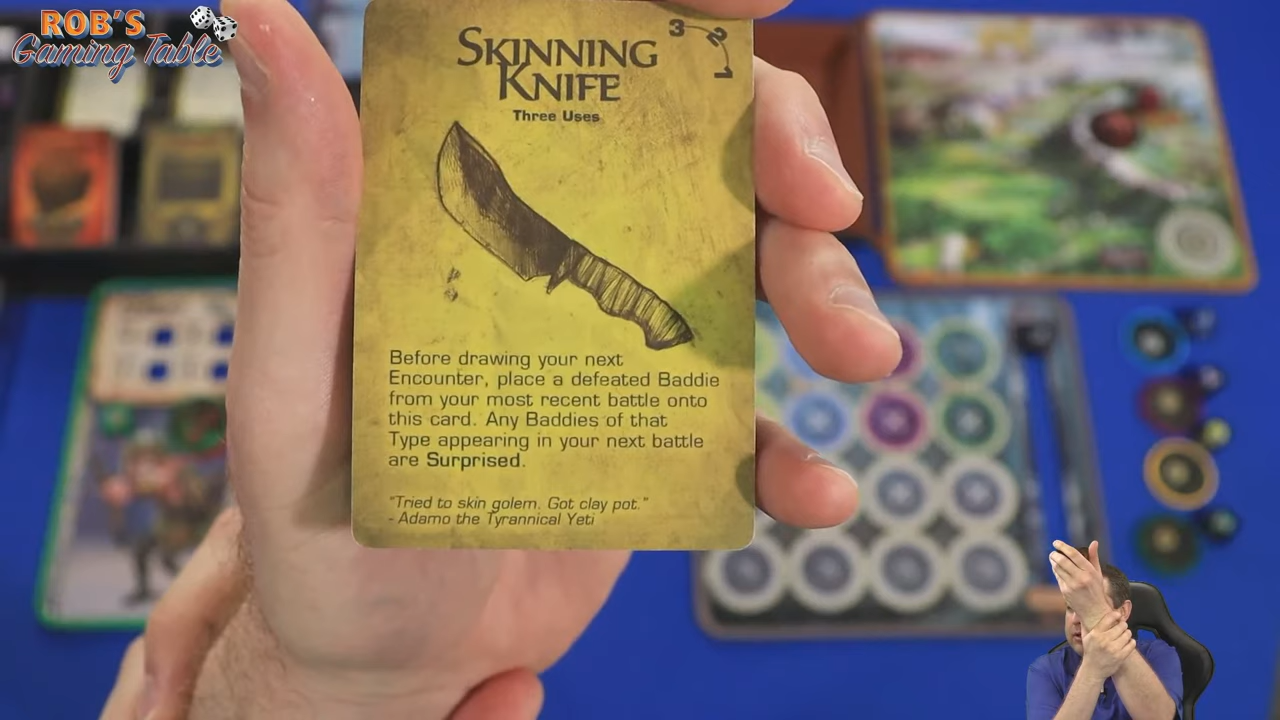 ROB'S
Gaming Table
SKINNING
KNIFE
3 2 1
Three Uses
Before drawing your next
Encounter, place a defeated Baddie
from your most recent battle onto
this card. Any Baddies of that
Type appearing in your next battle
are Surprised.
"Tried to skin golem. Got clay pot."
- Adamo the Tyrannical Yeti